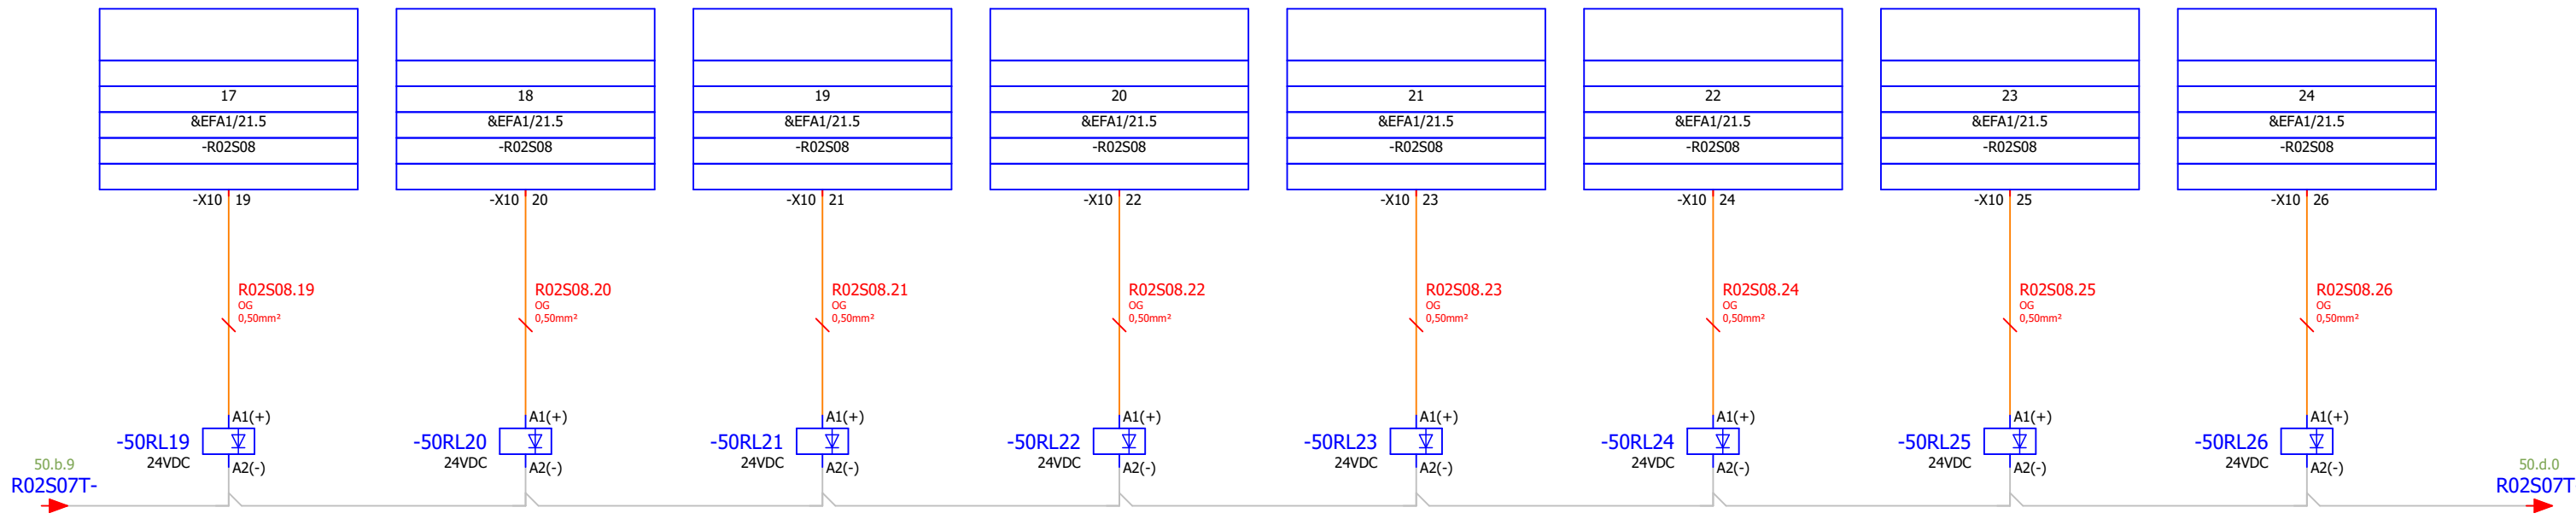 17 18 19 20 21 22 23 24
&EFA1/21.5 &EFA1/21.5 &EFA1/21.5 &EFA1/21.5 &EFA1/21.5 &EFA1/21.5 &EFA1/21.5 &EFA1/21.5
-R02S08 -R02S08 -R02S08 -R02S08 -R02S08 -R02S08 -R02S08 -R02S08
-X10 19 -X10 20 -X10 21 -X10 22 -X10 23 -X10 24 -X10 25 -X10 26
R02S08.19 R02S08.20 R02S08.21 R02S08.22 R02S08.23 R02S08.24 R02S08.25 R02S08.26
OG OG OG OG OG OG OG OG
0,50mm² 0,50mm² 0,50mm² 0,50mm² 0,50mm² 0,50mm² 0,50mm² 0,50mm²
A1(+) A1(+) A1(+) A1(+) A1(+) A1(+) A1(+) A1(+)
-50RL19 -50RL20 -50RL21 -50RL22 -50RL23 -50RL24 -50RL25 -50RL26
24VDC 24VDC 24VDC 24VDC 24VDC 24VDC 24VDC 24VDC
50.b.9 A2(-) A2(-) A2(-) A2(-) A2(-) A2(-) A2(-) A2(-) 50.d.0
R02S07T- R02S07T